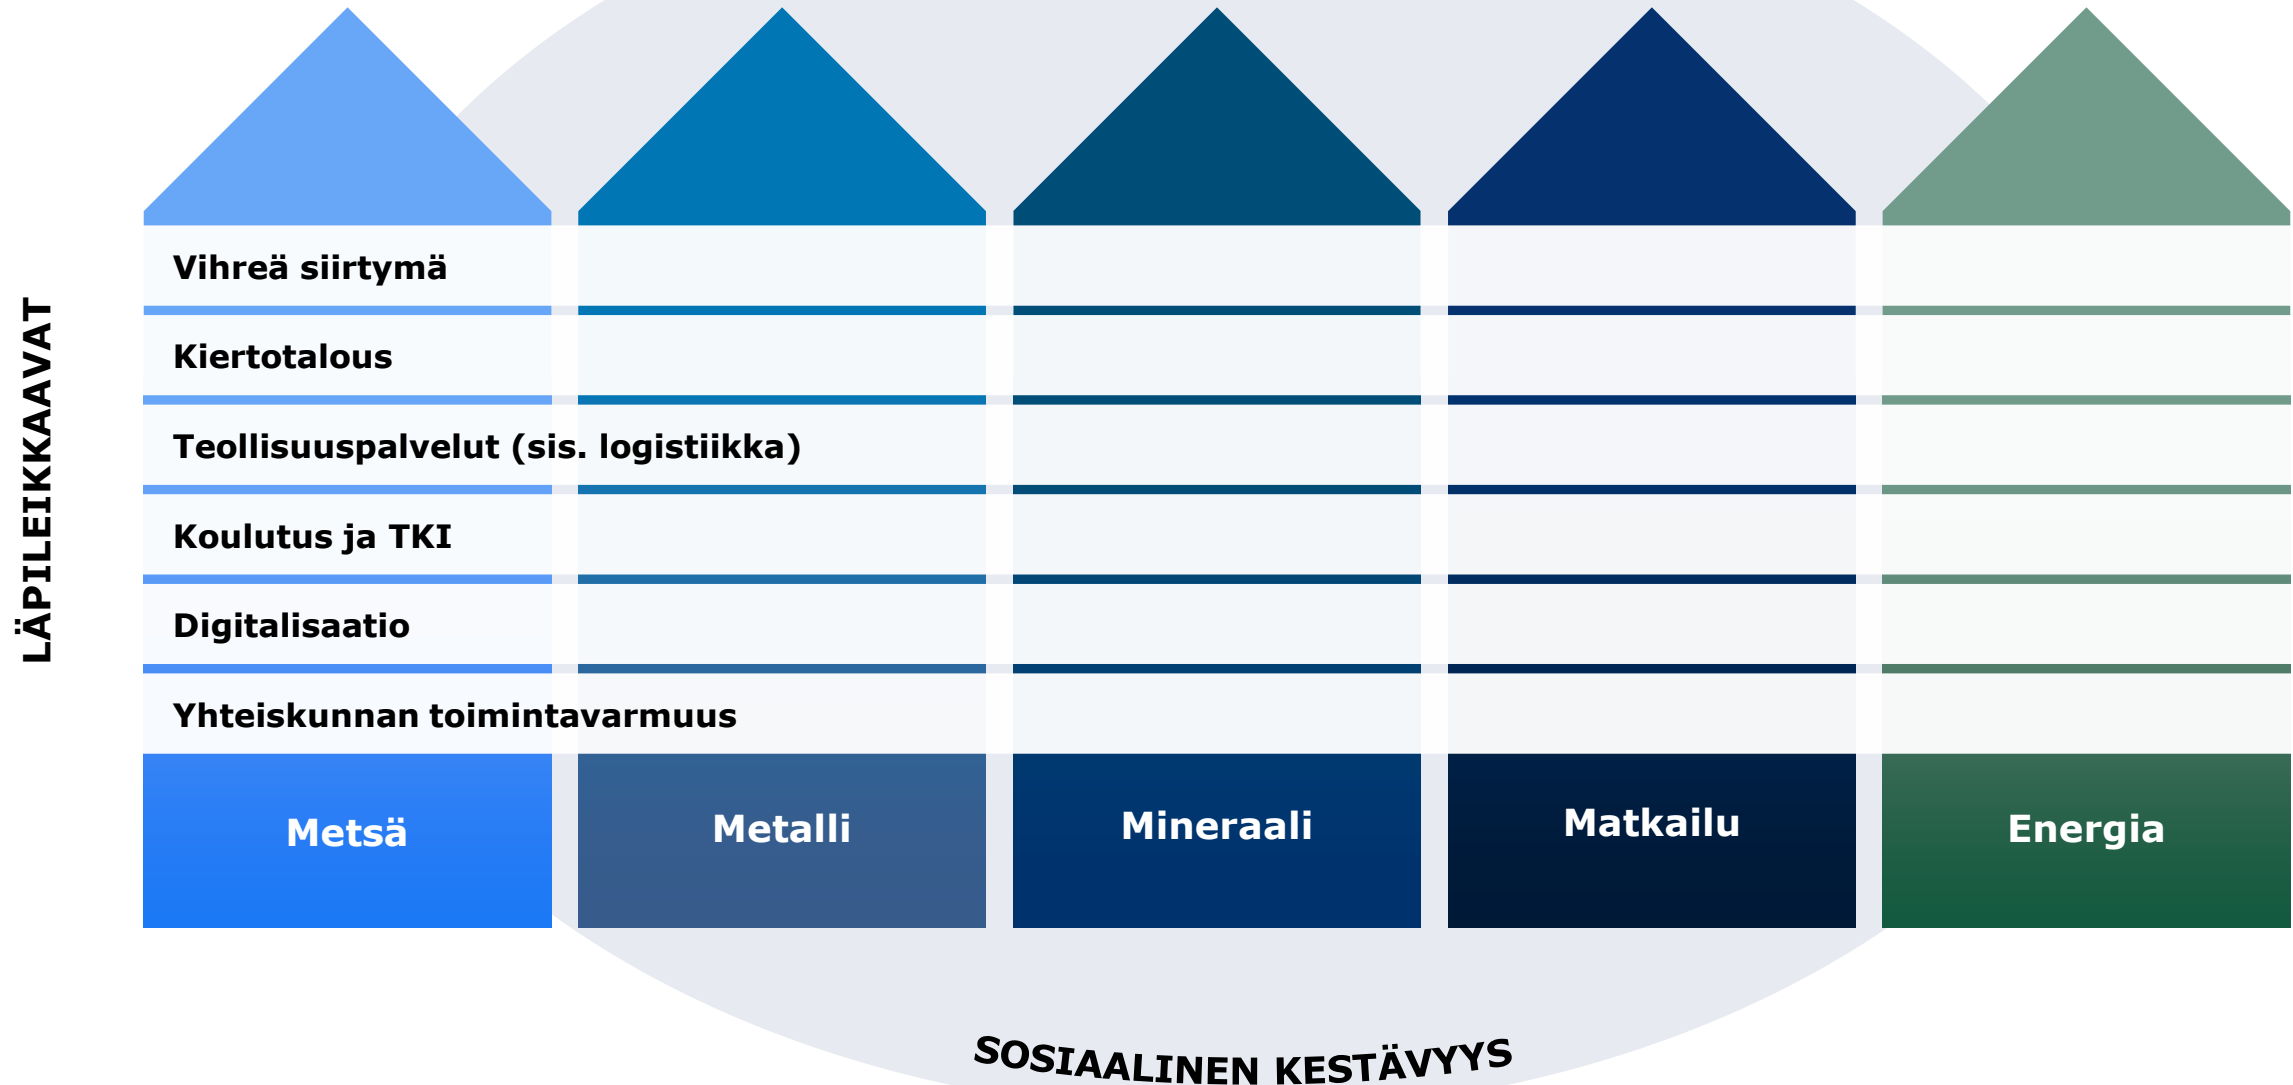 LÄPILEIKKAAVAT
Vihreä siirtymä
Kiertotalous
Teollisuuspalvelut (sis. logistiikka)
Koulutus ja TKI
Digitalisaatio
Yhteiskunnan toimintavarmuus
Metsä
Metalli
Mineraali
Matkailu
Energia
SOSIAALINEN KESTÄVYYS